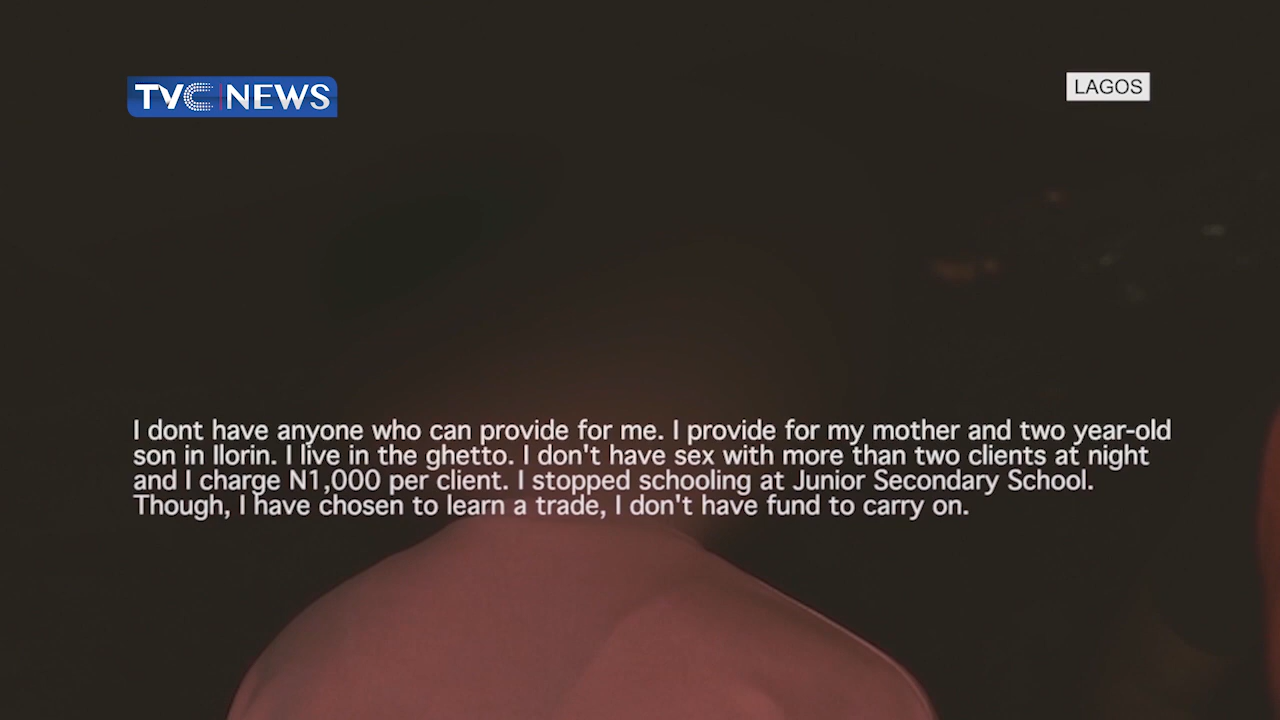 TVC NEWS
LAGOS
I dont have anyone who can provide for me. I provide for my mother and two year-old
son in Ilorin. I live in the ghetto. I don't have sex with more than two clients at night
and I charge N1,000 per client. I stopped schooling at Junior Secondary School.
Though, I have chosen to learn a trade, I don't have fund to carry on.